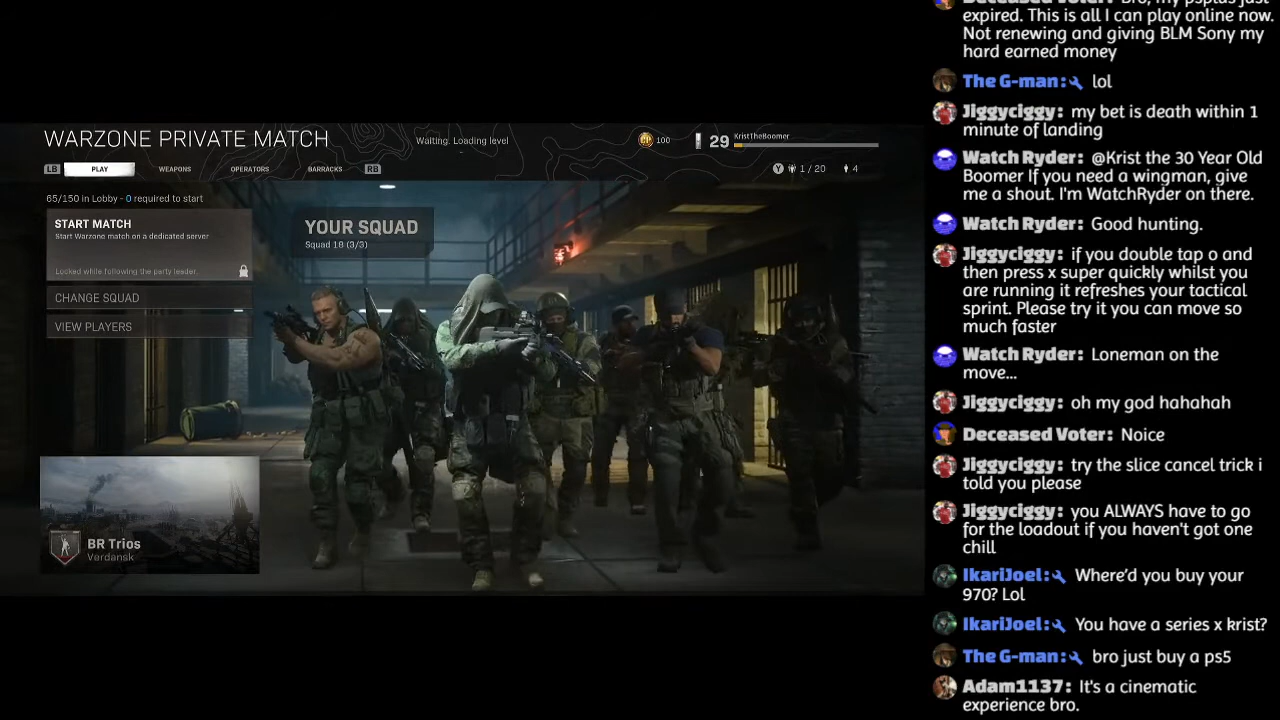 WARZONE PRIVATE MATCH
Waiting: Loading level
100
29
KristTheBoomer
LB
PLAY
WEAPONS
OPERATORS
BARRACKS
RB
Y
1 / 20
4
65/150 in Lobby - 0 required to start
START MATCH
Start Warzone match on a dedicated server
Locked while following the party leader.
CHANGE SQUAD
VIEW PLAYERS
YOUR SQUAD
Squad 18 (3/3)
BR Trios
Verdansk
Deceased Voter: Bro, my psplus just
expired. This is all I can play online now.
Not renewing and giving BLM Sony my
hard earned money
The G-man: lol
Jiggyciggy: my bet is death within 1
minute of landing
Watch Ryder: @Krist the 30 Year Old
Boomer If you need a wingman, give
me a shout. I'm WatchRyder on there.
Watch Ryder: Good hunting.
Jiggyciggy: if you double tap o and
then press x super quickly whilst you
are running it refreshes your tactical
sprint. Please try it you can move so
much faster
Watch Ryder: Loneman on the
move...
Jiggyciggy: oh my god hahahah
Deceased Voter: Noice
Jiggyciggy: try the slice cancel trick i
told you please
Jiggyciggy: you ALWAYS have to go
for the loadout if you haven't got one
chill
IkariJoel: Where'd you buy your
970? Lol
IkariJoel: You have a series x krist?
The G-man: bro just buy a ps5
Adam1137: It's a cinematic
experience bro.